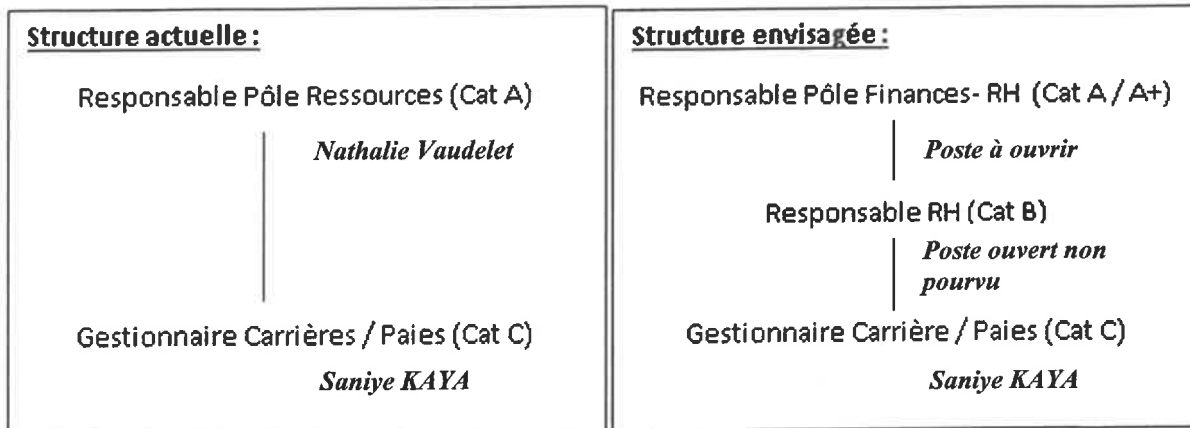 Structure actuelle :
Responsable Pôle Ressources (Cat A)
Nathalie Vaudelet
Gestionnaire Carrières / Paies (Cat C)
Saniye KAYA
Structure envisagée :
Responsable Pôle Finances- RH (Cat A / A+)
Poste à ouvrir
Responsable RH (Cat B)
Poste ouvert non
pourvu
Gestionnaire Carrière / Paies (Cat C)
Saniye KAYA